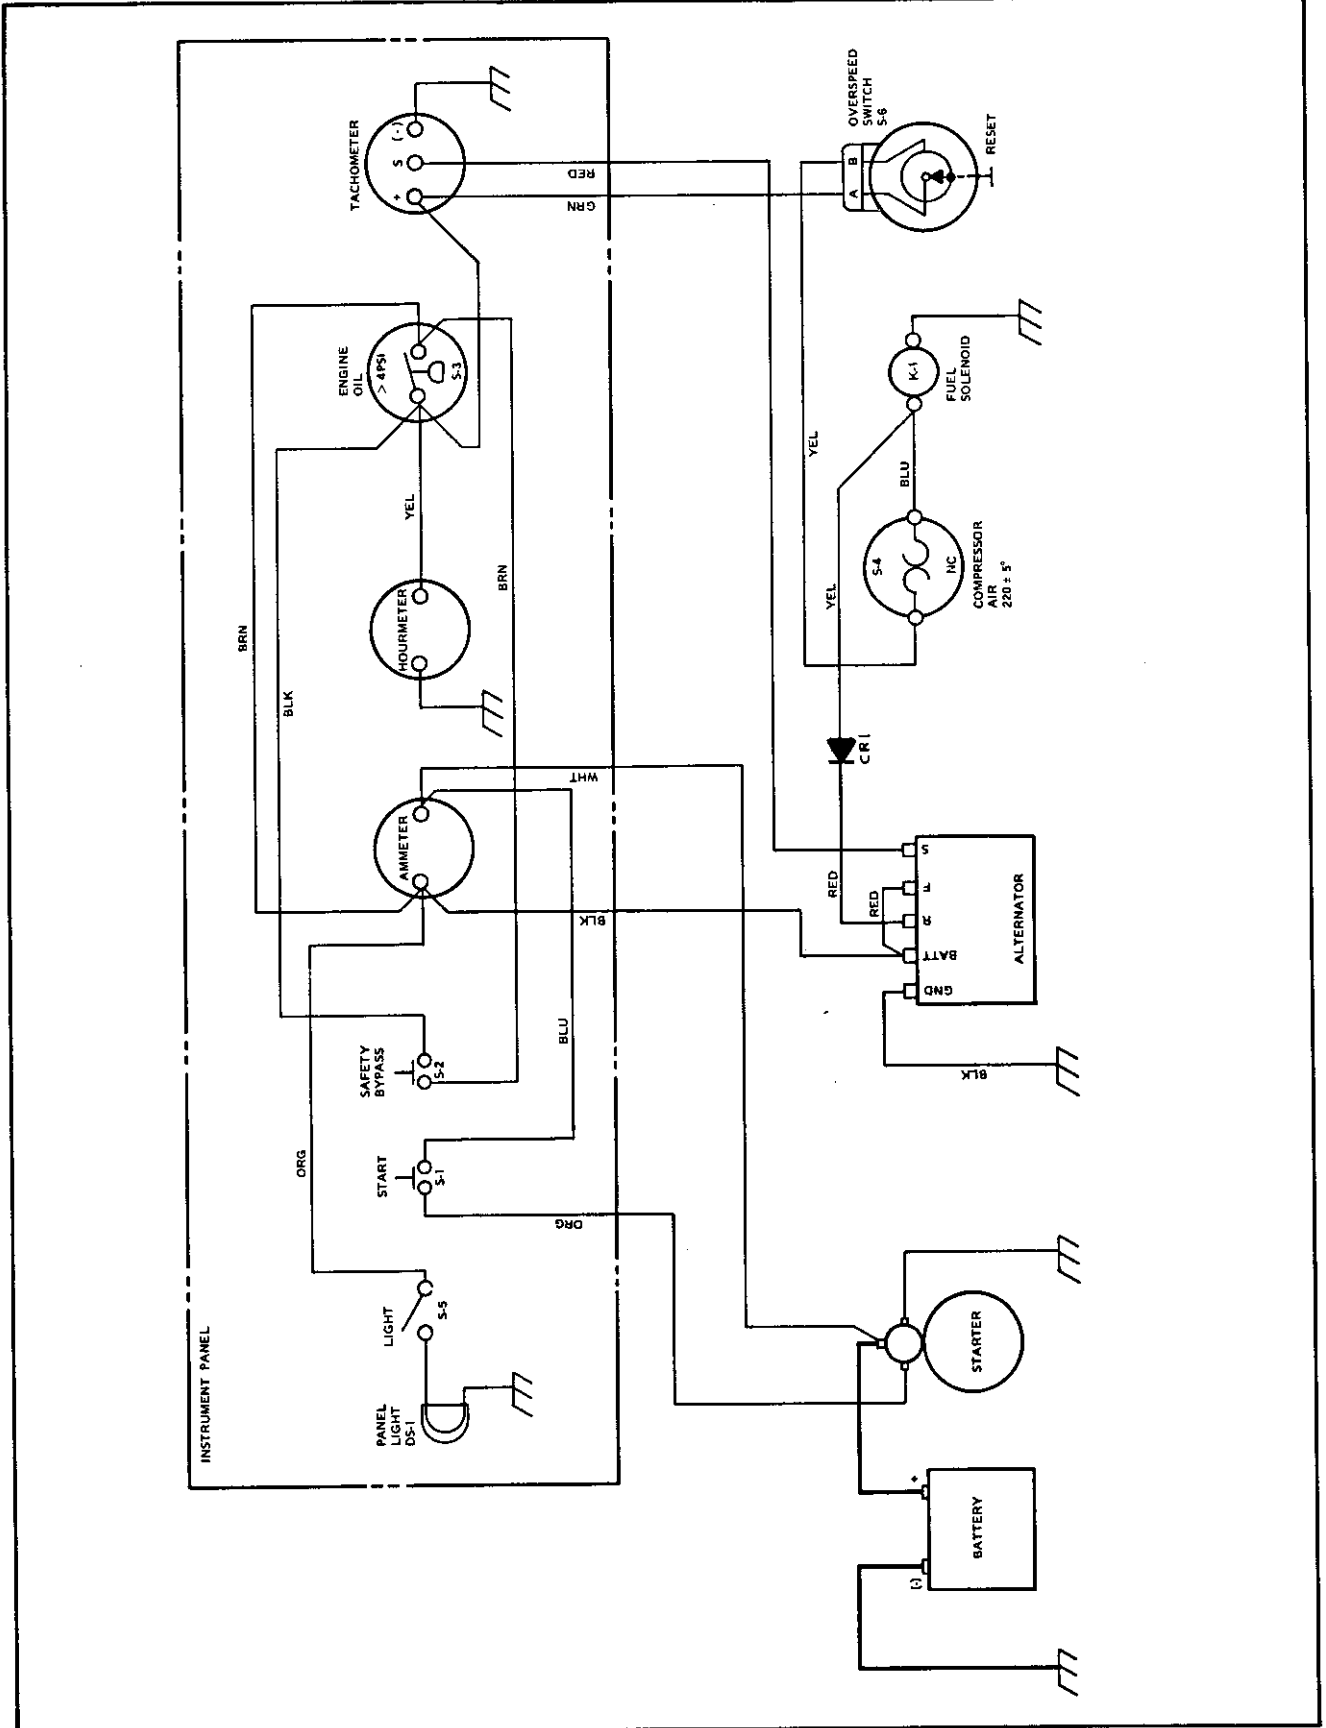 INSTRUMENT PANEL
PANEL
LIGHT
DS-1
LIGHT
S-5
START
S-1
SAFETY
BYPASS
S-2
AMMETER
HOURMETER
ENGINE
OIL
> 4PSI
S-3
TACHOMETER
+
S
(-)
ORG
BLK
BRN
YEL
BRN
BLU
ORG
BLK
WHT
GRN
RED
BATTERY
(-)
+
STARTER
BLK
ALTERNATOR
GND
BATT
R
F
S
RED
RED
CR1
YEL
YEL
BLU
S-4
NC
COMPRESSOR
AIR
220 ± 5°
K-1
FUEL
SOLENOID
OVERSPEED
SWITCH
S-6
A
B
RESET